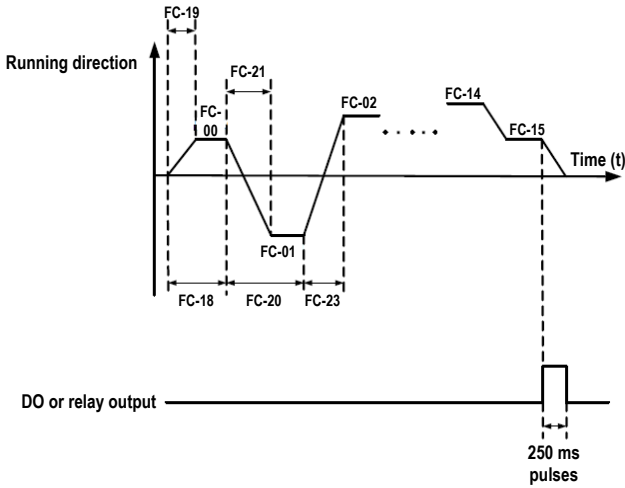 FC-19
Running direction
FC-21
FC-
00
FC-02
FC-14
FC-15
Time (t)
FC-01
FC-18
FC-20
FC-23
DO or relay output
250 ms
pulses